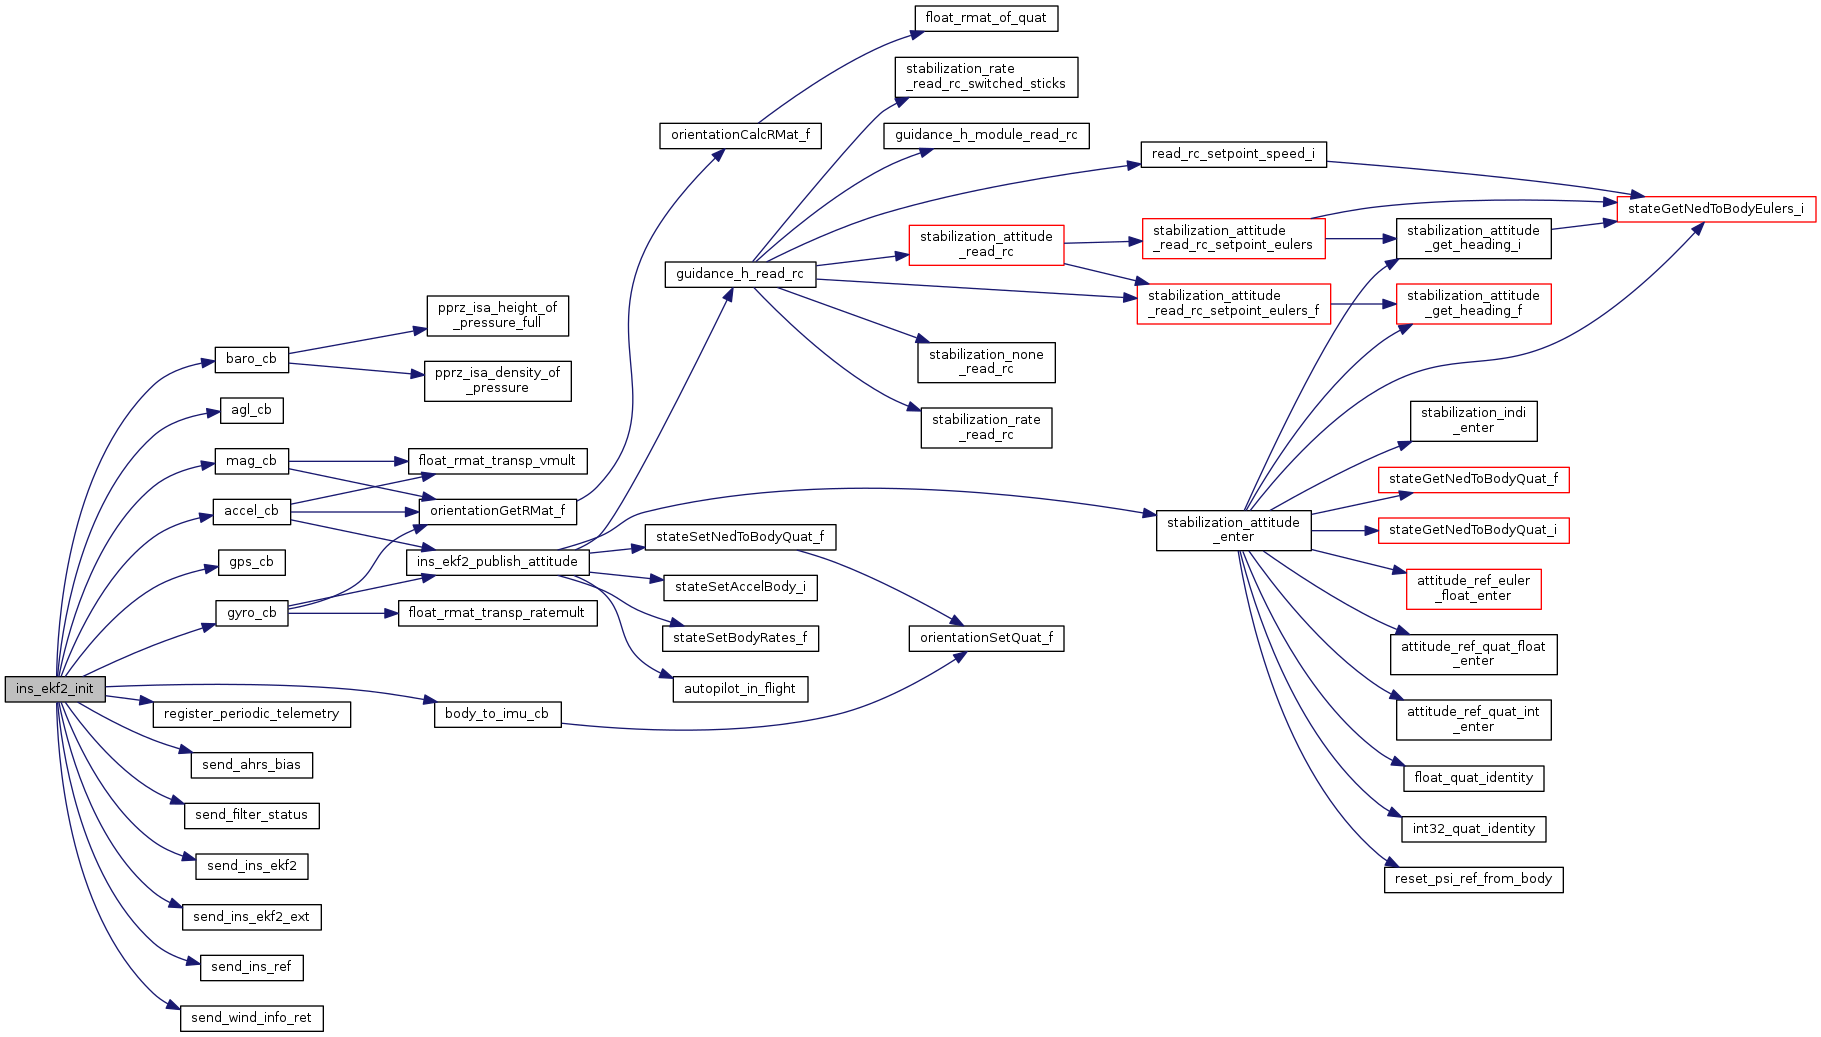 float_rmat_of_quat
stabilization_rate
_read_rc_switched_sticks
orientationCalcRMat_f
guidance_h_module_read_rc
read_rc_setpoint_speed_i
stateGetNedToBodyEulers_i
stabilization_attitude
_read_rc
stabilization_attitude
_read_rc_setpoint_eulers
stabilization_attitude
_get_heading_i
guidance_h_read_rc
stabilization_attitude
_read_rc_setpoint_eulers_f
stabilization_attitude
_get_heading_f
pprz_isa_height_of
_pressure_full
baro_cb
stabilization_none
_read_rc
pprz_isa_density_of
_pressure
agl_cb
stabilization_rate
_read_rc
stabilization_indi
_enter
mag_cb
float_rmat_transp_vmult
stateGetNedToBodyQuat_f
accel_cb
orientationGetRMat_f
stabilization_attitude
_enter
stateSetNedToBodyQuat_f
stateGetNedToBodyQuat_i
gps_cb
ins_ekf2_publish_attitude
stateSetAccelBody_i
attitude_ref_euler
_float_enter
gyro_cb
float_rmat_transp_ratemult
stateSetBodyRates_f
orientationSetQuat_f
attitude_ref_quat_float
_enter
ins_ekf2_init
autopilot_in_flight
register_periodic_telemetry
body_to_imu_cb
attitude_ref_quat_int
_enter
send_ahrs_bias
float_quat_identity
send_filter_status
int32_quat_identity
send_ins_ekf2
reset_psi_ref_from_body
send_ins_ekf2_ext
send_ins_ref
send_wind_info_ret